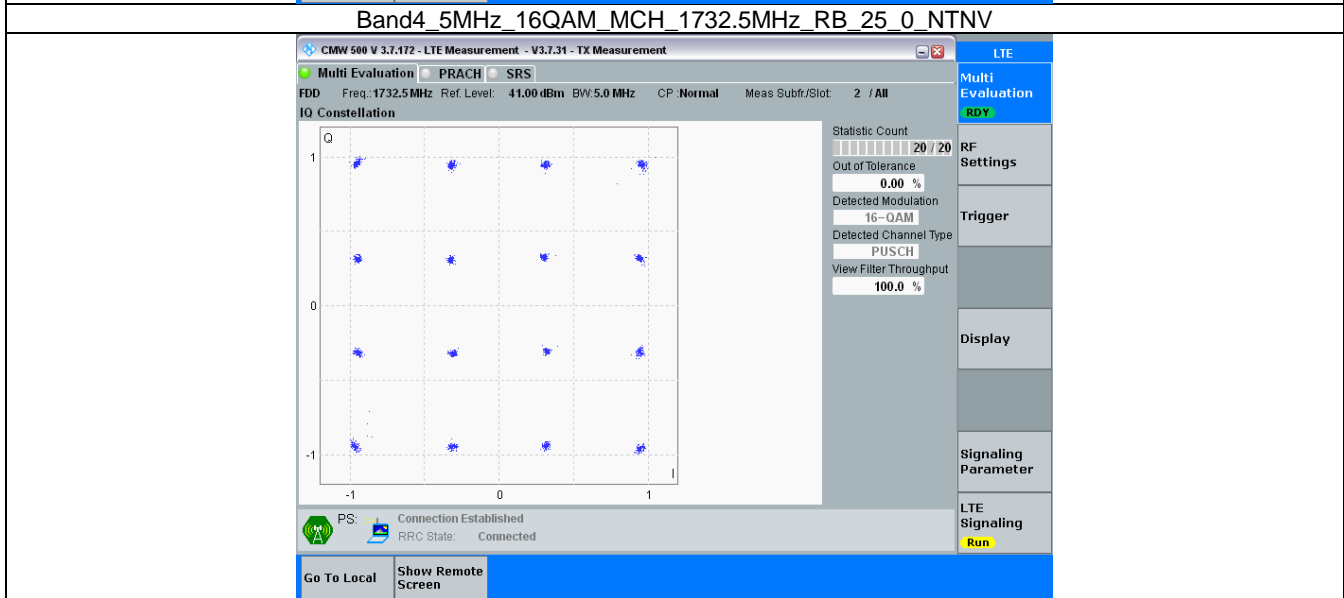 Band4_5MHz_16QAM_MCH_1732.5MHz_RB_25_0_NTNV
CMW 500 V 3.7.172 - LTE Measurement - V3.7.31 - TX Measurement
LTE
Multi Evaluation PRACH SRS
Multi
Evaluation
RDY
FDD Freq.:1732.5 MHz Ref. Level: 41.00 dBm BW:5.0 MHz CP :Normal Meas Subfr./Slot: 2 / All
IQ Constellation
Q
1
0
-1
-1 0 1
I
Statistic Count
20 / 20
Out of Tolerance
0.00 %
Detected Modulation
16-QAM
Detected Channel Type
PUSCH
View Filter Throughput
100.0 %
RF
Settings
Trigger
Display
Signaling
Parameter
LTE
Signaling
Run
PS: Connection Established
RRC State: Connected
Go To Local
Show Remote
Screen